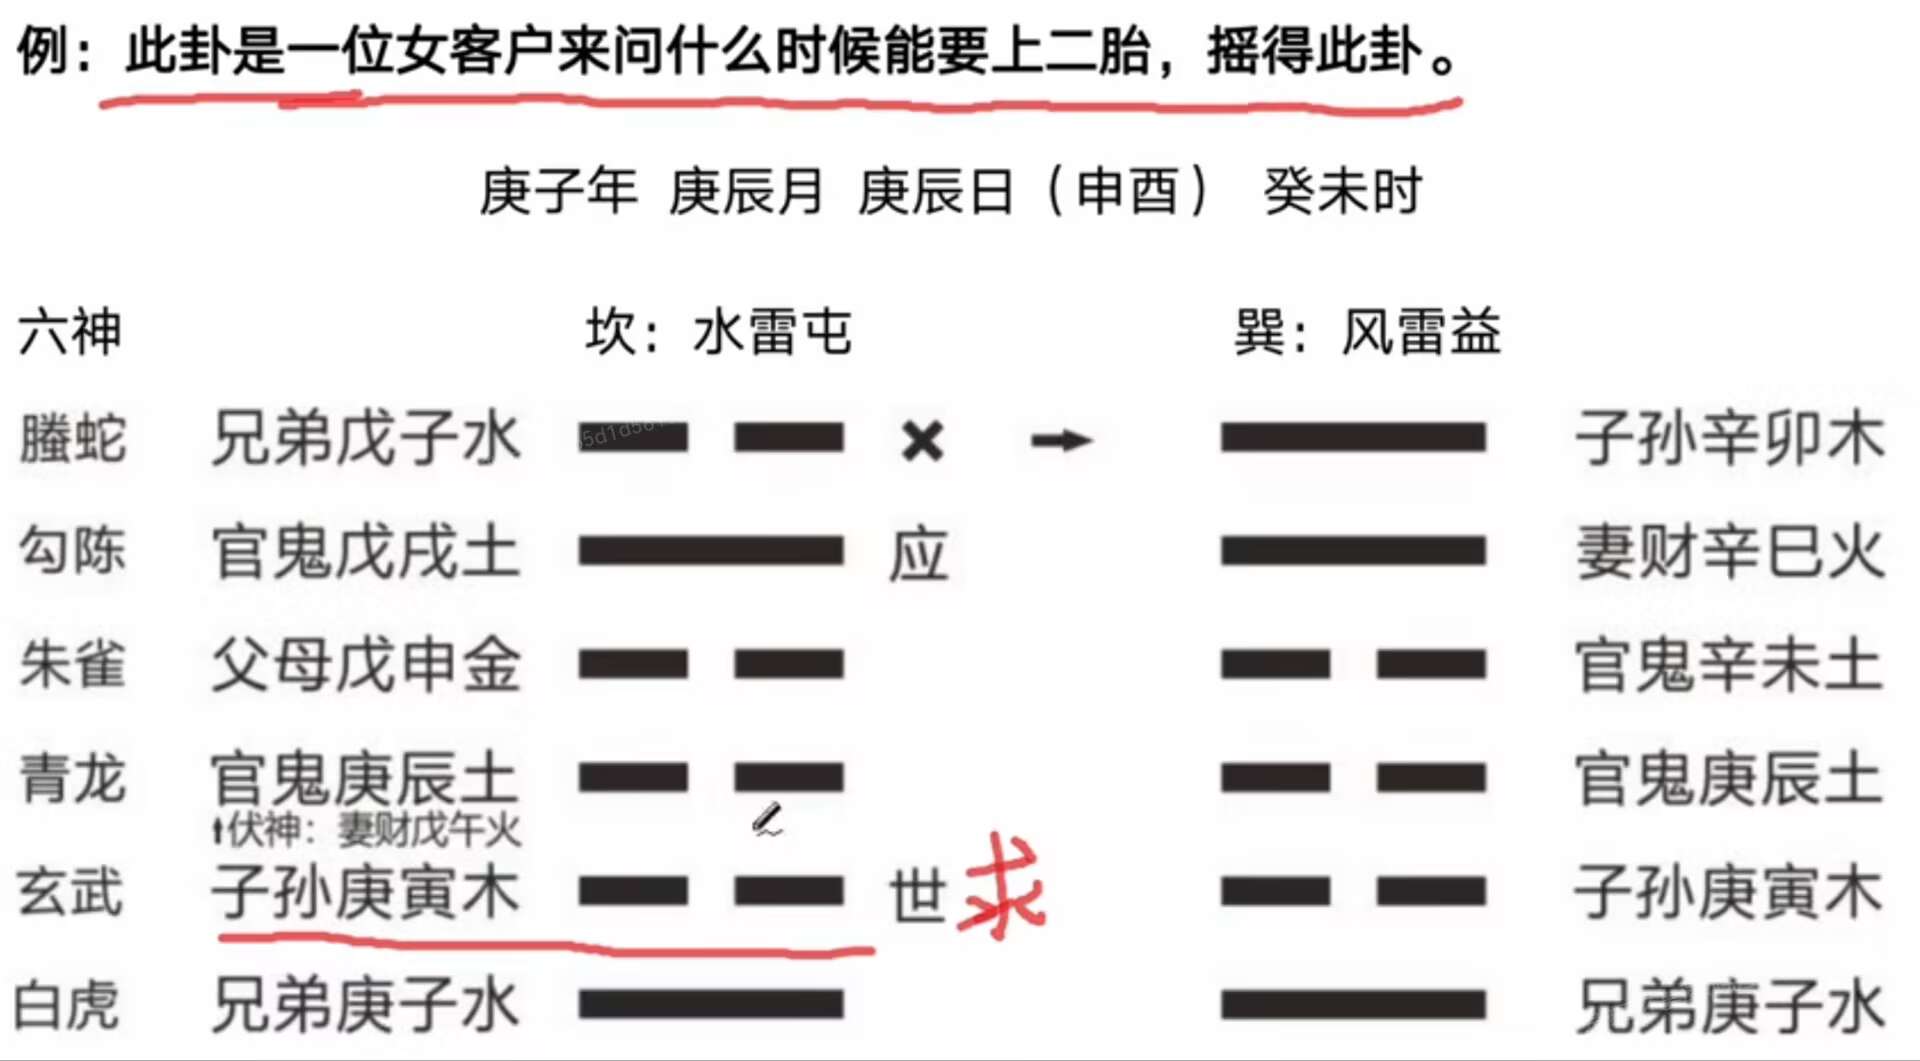 例：此卦是一位女客户来问什么时候能要上二胎，摇得此卦。
庚子年 庚辰月 庚辰日（申酉） 癸未时
六神 坎：水雷屯 巽：风雷益
螣蛇 兄弟戊子水 × → 子孙辛卯木
勾陈 官鬼戊戌土 应 妻财辛巳火
朱雀 父母戊申金 官鬼辛未土
青龙 官鬼庚辰土 官鬼庚辰土
↑伏神：妻财戊午火
玄武 子孙庚寅木 世 求 子孙庚寅木
白虎 兄弟庚子水 兄弟庚子水